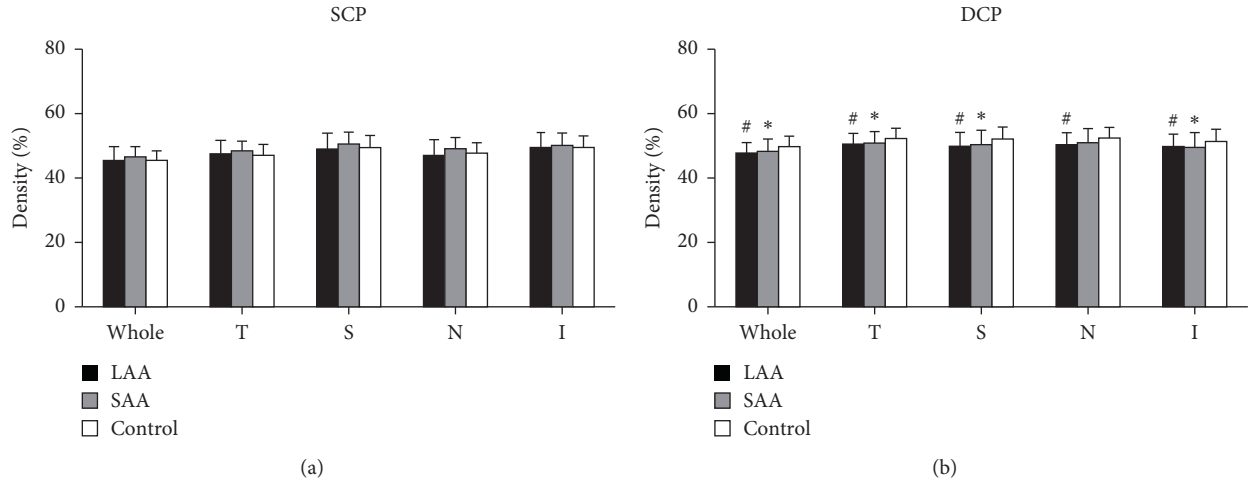 SCP
Density (%)
80
60
40
20
0
Whole T S N I
LAA
SAA
Control
(a)
DCP
Density (%)
80
60
40
20
0
# * # * # * # # *
Whole T S N I
LAA
SAA
Control
(b)